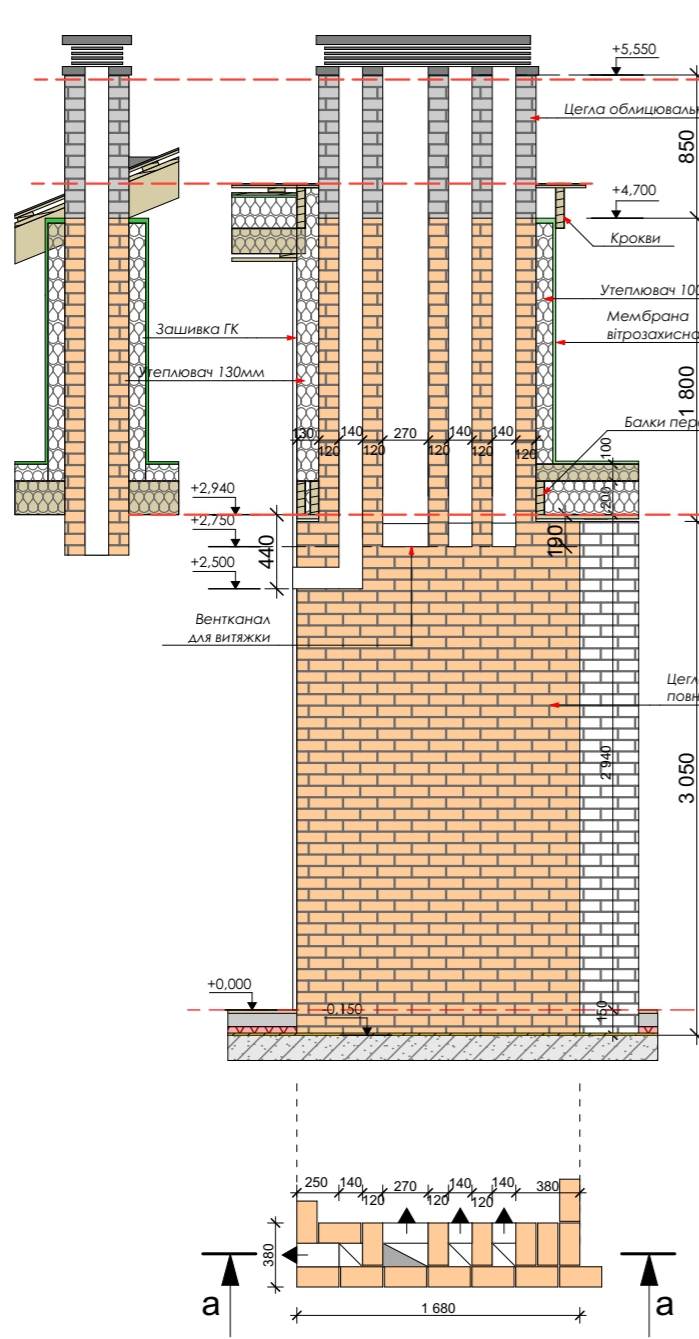 +5,550
Цегла облицювальн
850
+4,700
Крокви
Утеплювач 100
Зашивка ГК
Мембрана
вітрозахисна
Утеплювач 130мм
1 800
130 140 270 140 140
120 120 120 120 120
Балки пере
100
200
+2,940
+2,750
+2,500
440
190
Вентканал
для витяжки
Цегла
повн
2 940
3 050
+0,000
-0,150
150
250 140 270 140 140 380
120 120 120
380
a a
1 680